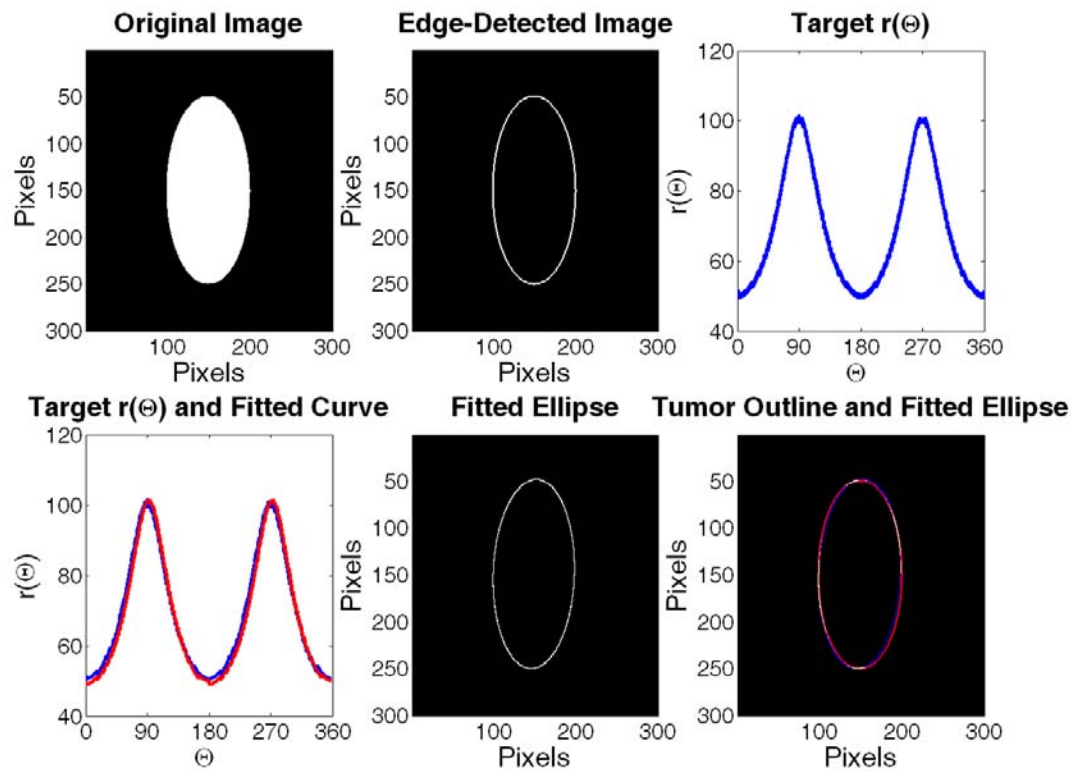 Original Image
Edge-Detected Image
Target r(Θ)
50
100
150
200
250
300
Pixels
100 200 300
Pixels
50
100
150
200
250
300
Pixels
100 200 300
Pixels
120
100
80
60
40
r(Θ)
0 90 180 270 360
Θ
Target r(Θ) and Fitted Curve
Fitted Ellipse
Tumor Outline and Fitted Ellipse
120
100
80
60
40
r(Θ)
0 90 180 270 360
Θ
50
100
150
200
250
300
Pixels
100 200 300
Pixels
50
100
150
200
250
300
Pixels
100 200 300
Pixels